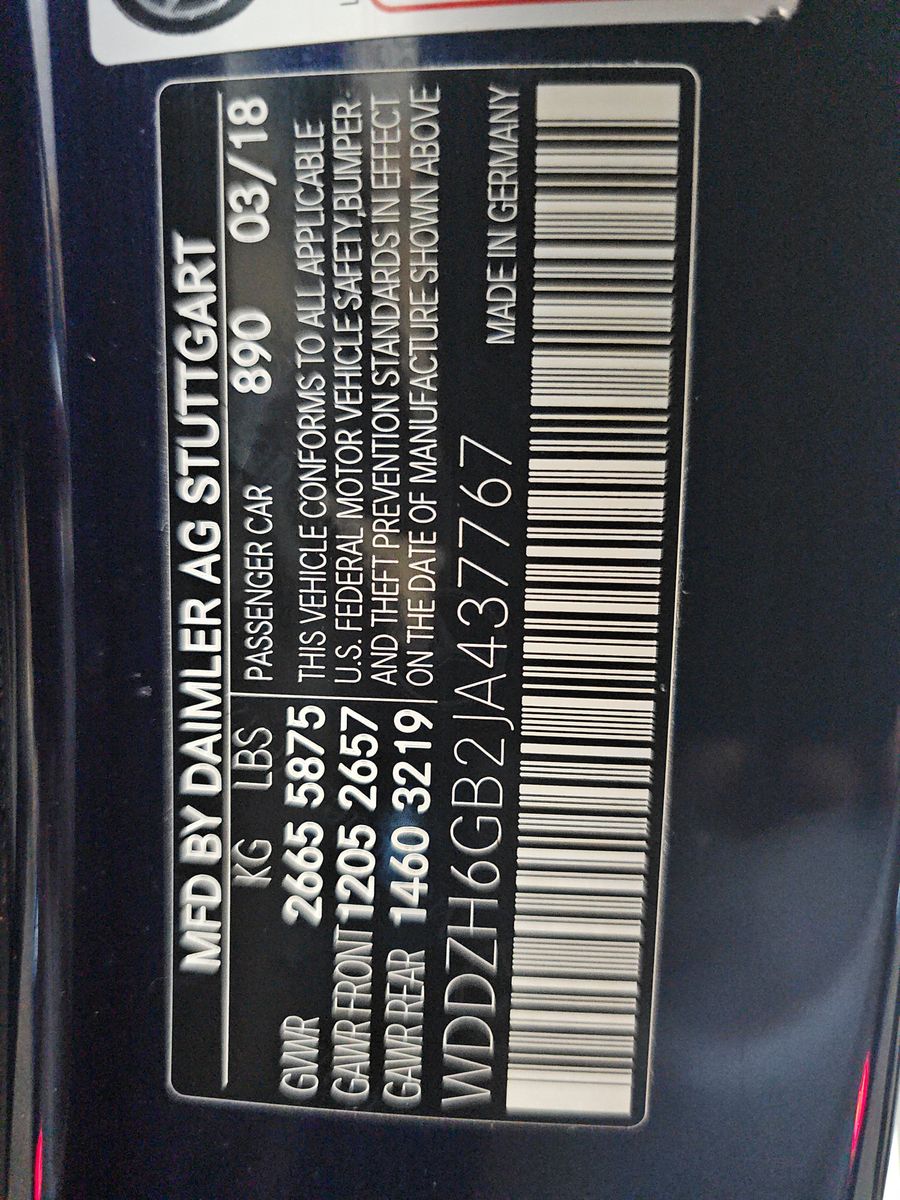 MFD BY DAIMLER AG STUTTGART
KG LBS PASSENGER CAR 890 03/18
GVWR 2665 5875 THIS VEHICLE CONFORMS TO ALL APPLICABLE
GAWR FRONT 1205 2657 U.S. FEDERAL MOTOR VEHICLE SAFETY, BUMPER
GAWR REAR 1460 3219 AND THEFT PREVENTION STANDARDS IN EFFECT
ON THE DATE OF MANUFACTURE SHOWN ABOVE
WDDZH6GB2JA437767 MADE IN GERMANY